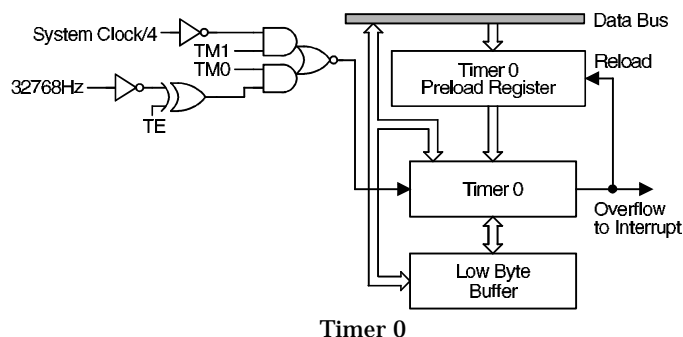 System Clock/4
TM1
TM0
32768Hz
TE
Data Bus
Timer 0
Preload Register
Reload
Timer 0
Overflow
to Interrupt
Low Byte
Buffer
Timer 0